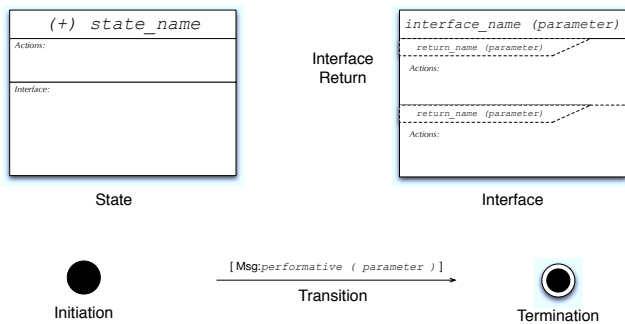 (+) state_name
Actions:
Interface:
State
Interface
Return
interface_name (parameter)
return_name (parameter)
Actions:
return_name (parameter)
Actions:
Interface
Initiation
[ Msg:performative ( parameter ) ]
Transition
Termination